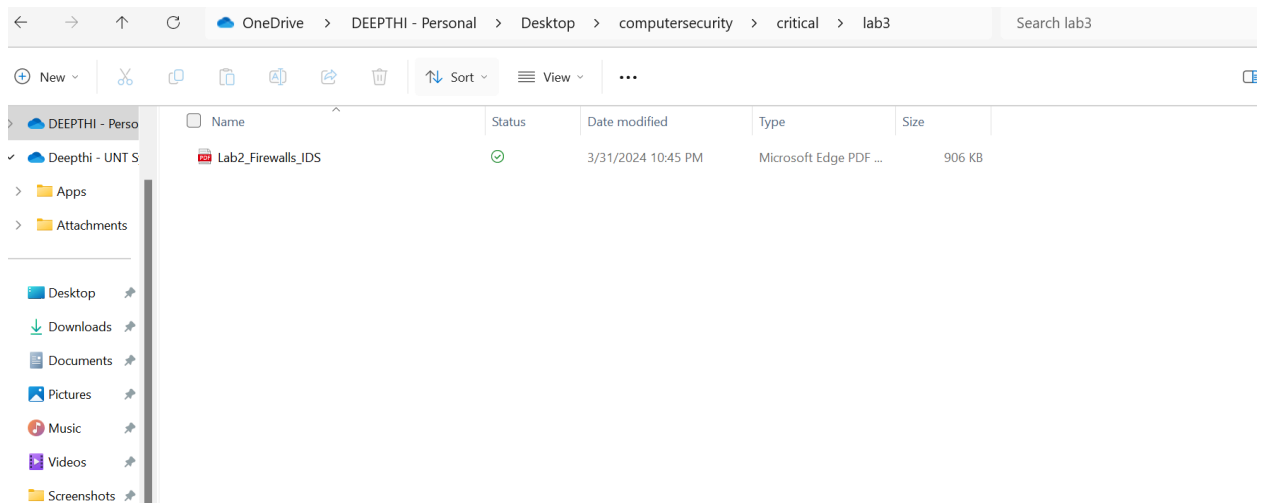 OneDrive > DEEPTHI - Personal > Desktop > computersecurity > critical > lab3 Search lab3
New Sort View ...
Name Status Date modified Type Size
DEEPTHI - Perso
Deepthi - UNT S
Apps
Attachments
Desktop
Downloads
Documents
Pictures
Music
Videos
Screenshots
PDF Lab2_Firewalls_IDS 3/31/2024 10:45 PM Microsoft Edge PDF ... 906 KB